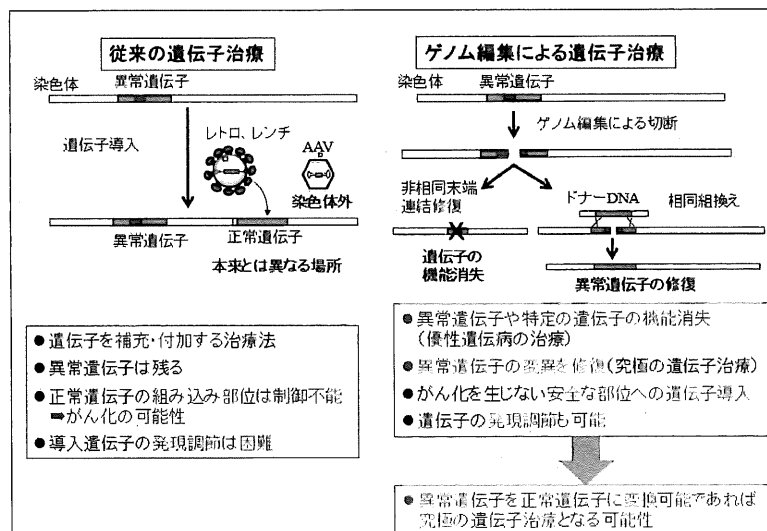 従来の遺伝子治療
染色体
異常遺伝子
遺伝子導入
レトロ、レンチ
AAV
染色体外
異常遺伝子
正常遺伝子
本来とは異なる場所
●遺伝子を補充・付加する治療法
●異常遺伝子は残る
●正常遺伝子の組み込み部位は制御不能
➡がん化の可能性
●導入遺伝子の発現調節は困難
ゲノム編集による遺伝子治療
染色体
異常遺伝子
ゲノム編集による切断
非相同末端
連結修復
ドナーDNA
相同組換え
遺伝子の
機能消失
異常遺伝子の修復
●異常遺伝子や特定の遺伝子の機能消失
(優性遺伝病の治療)
●異常遺伝子の変異を修復(究極の遺伝子治療)
●がん化を生じない安全な部位への遺伝子導入
●遺伝子の発現調節も可能
●異常遺伝子を正常遺伝子に変換可能であれば
究極の遺伝子治療となる可能性